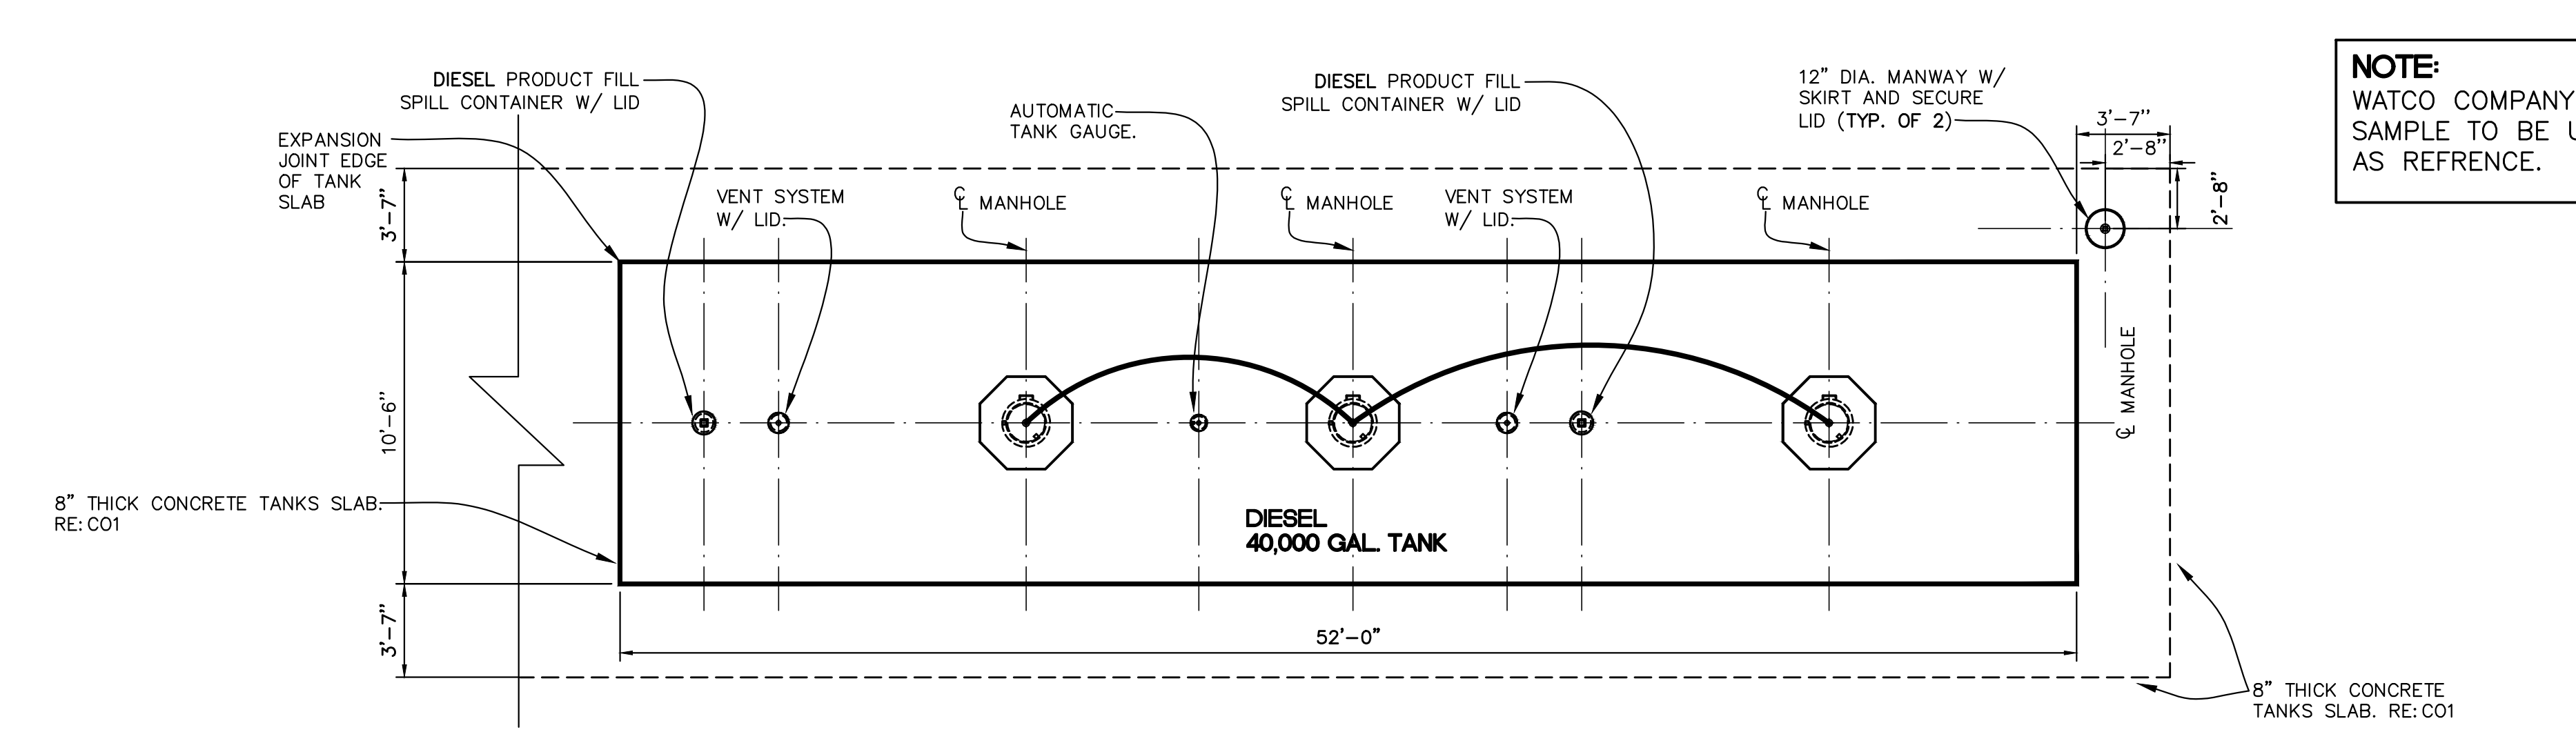 DIESEL PRODUCT FILL
SPILL CONTAINER W/ LID
EXPANSION
JOINT EDGE
OF TANK
SLAB
3'-7"
VENT SYSTEM
W/ LID.
AUTOMATIC
TANK GAUGE.
DIESEL PRODUCT FILL
SPILL CONTAINER W/ LID
12" DIA. MANWAY W/
SKIRT AND SECURE
LID (TYP. OF 2)
NOTE:
WATCO COMPANY
SAMPLE TO BE U
AS REFRENCE.
3'-7"
2'-8"
2'-8"
℄ MANHOLE
℄ MANHOLE
VENT SYSTEM
W/ LID.
℄ MANHOLE
℄ MANHOLE
10'-6"
8" THICK CONCRETE TANKS SLAB.
RE: CO1
DIESEL
40,000 GAL. TANK
3'-7"
52'-0"
8" THICK CONCRETE
TANKS SLAB. RE: CO1